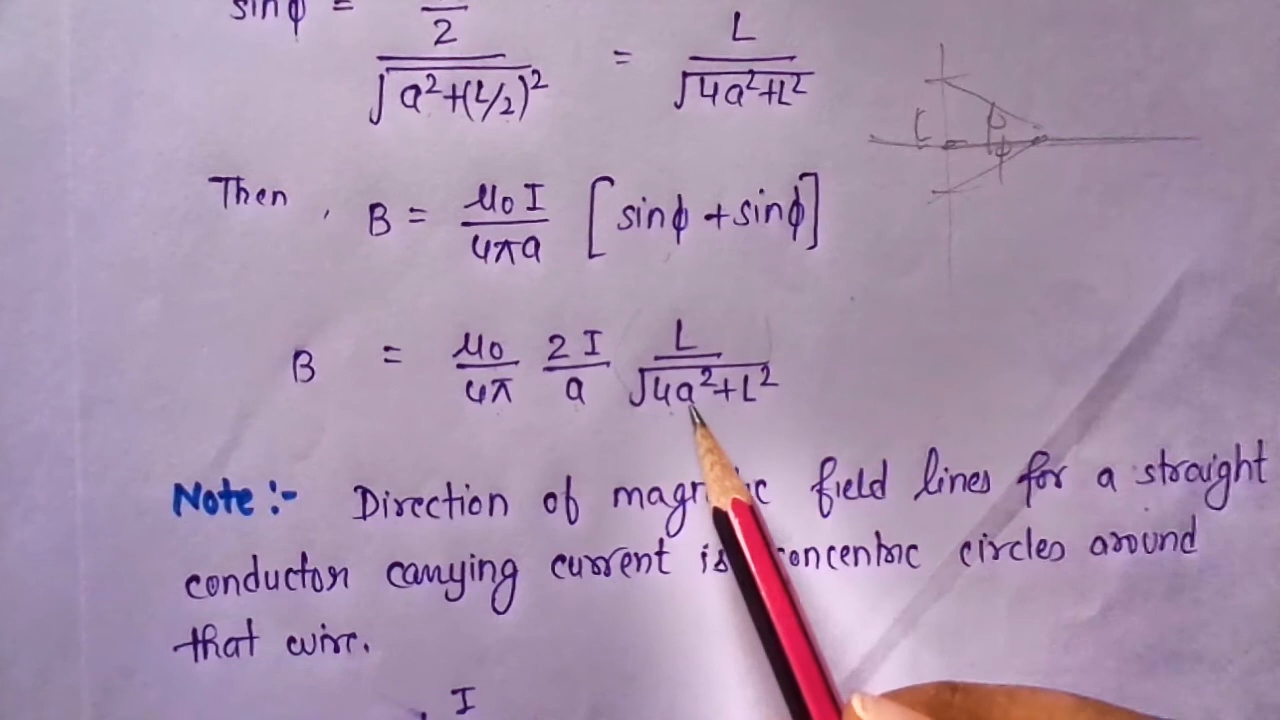 sinϕ = /2 / √a²+(L/2)² = L / √4a²+L²
Then, B = μ₀I / 4πa [sinϕ + sinϕ]
B = μ₀/4π 2I/a L/√4a²+L²
Note:- Direction of field lines for a straight
conductor carrying current is concentric circles around
that wire.
I